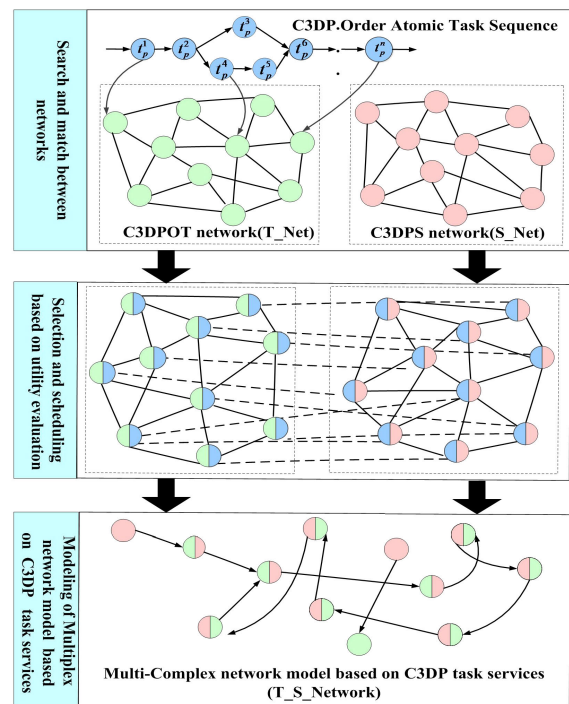 Search and match between
networks
C3DP.Order Atomic Task Sequence
t_p^1
t_p^2
t_p^3
t_p^4
t_p^5
t_p^6
t_p^n
C3DPOT network(T_Net)
C3DPS network(S_Net)
Selection and scheduling
based on utility evaluation
Modeling of Multiplex
network model based
on C3DP task services
Multi-Complex network model based on C3DP task services
(T_S_Network)